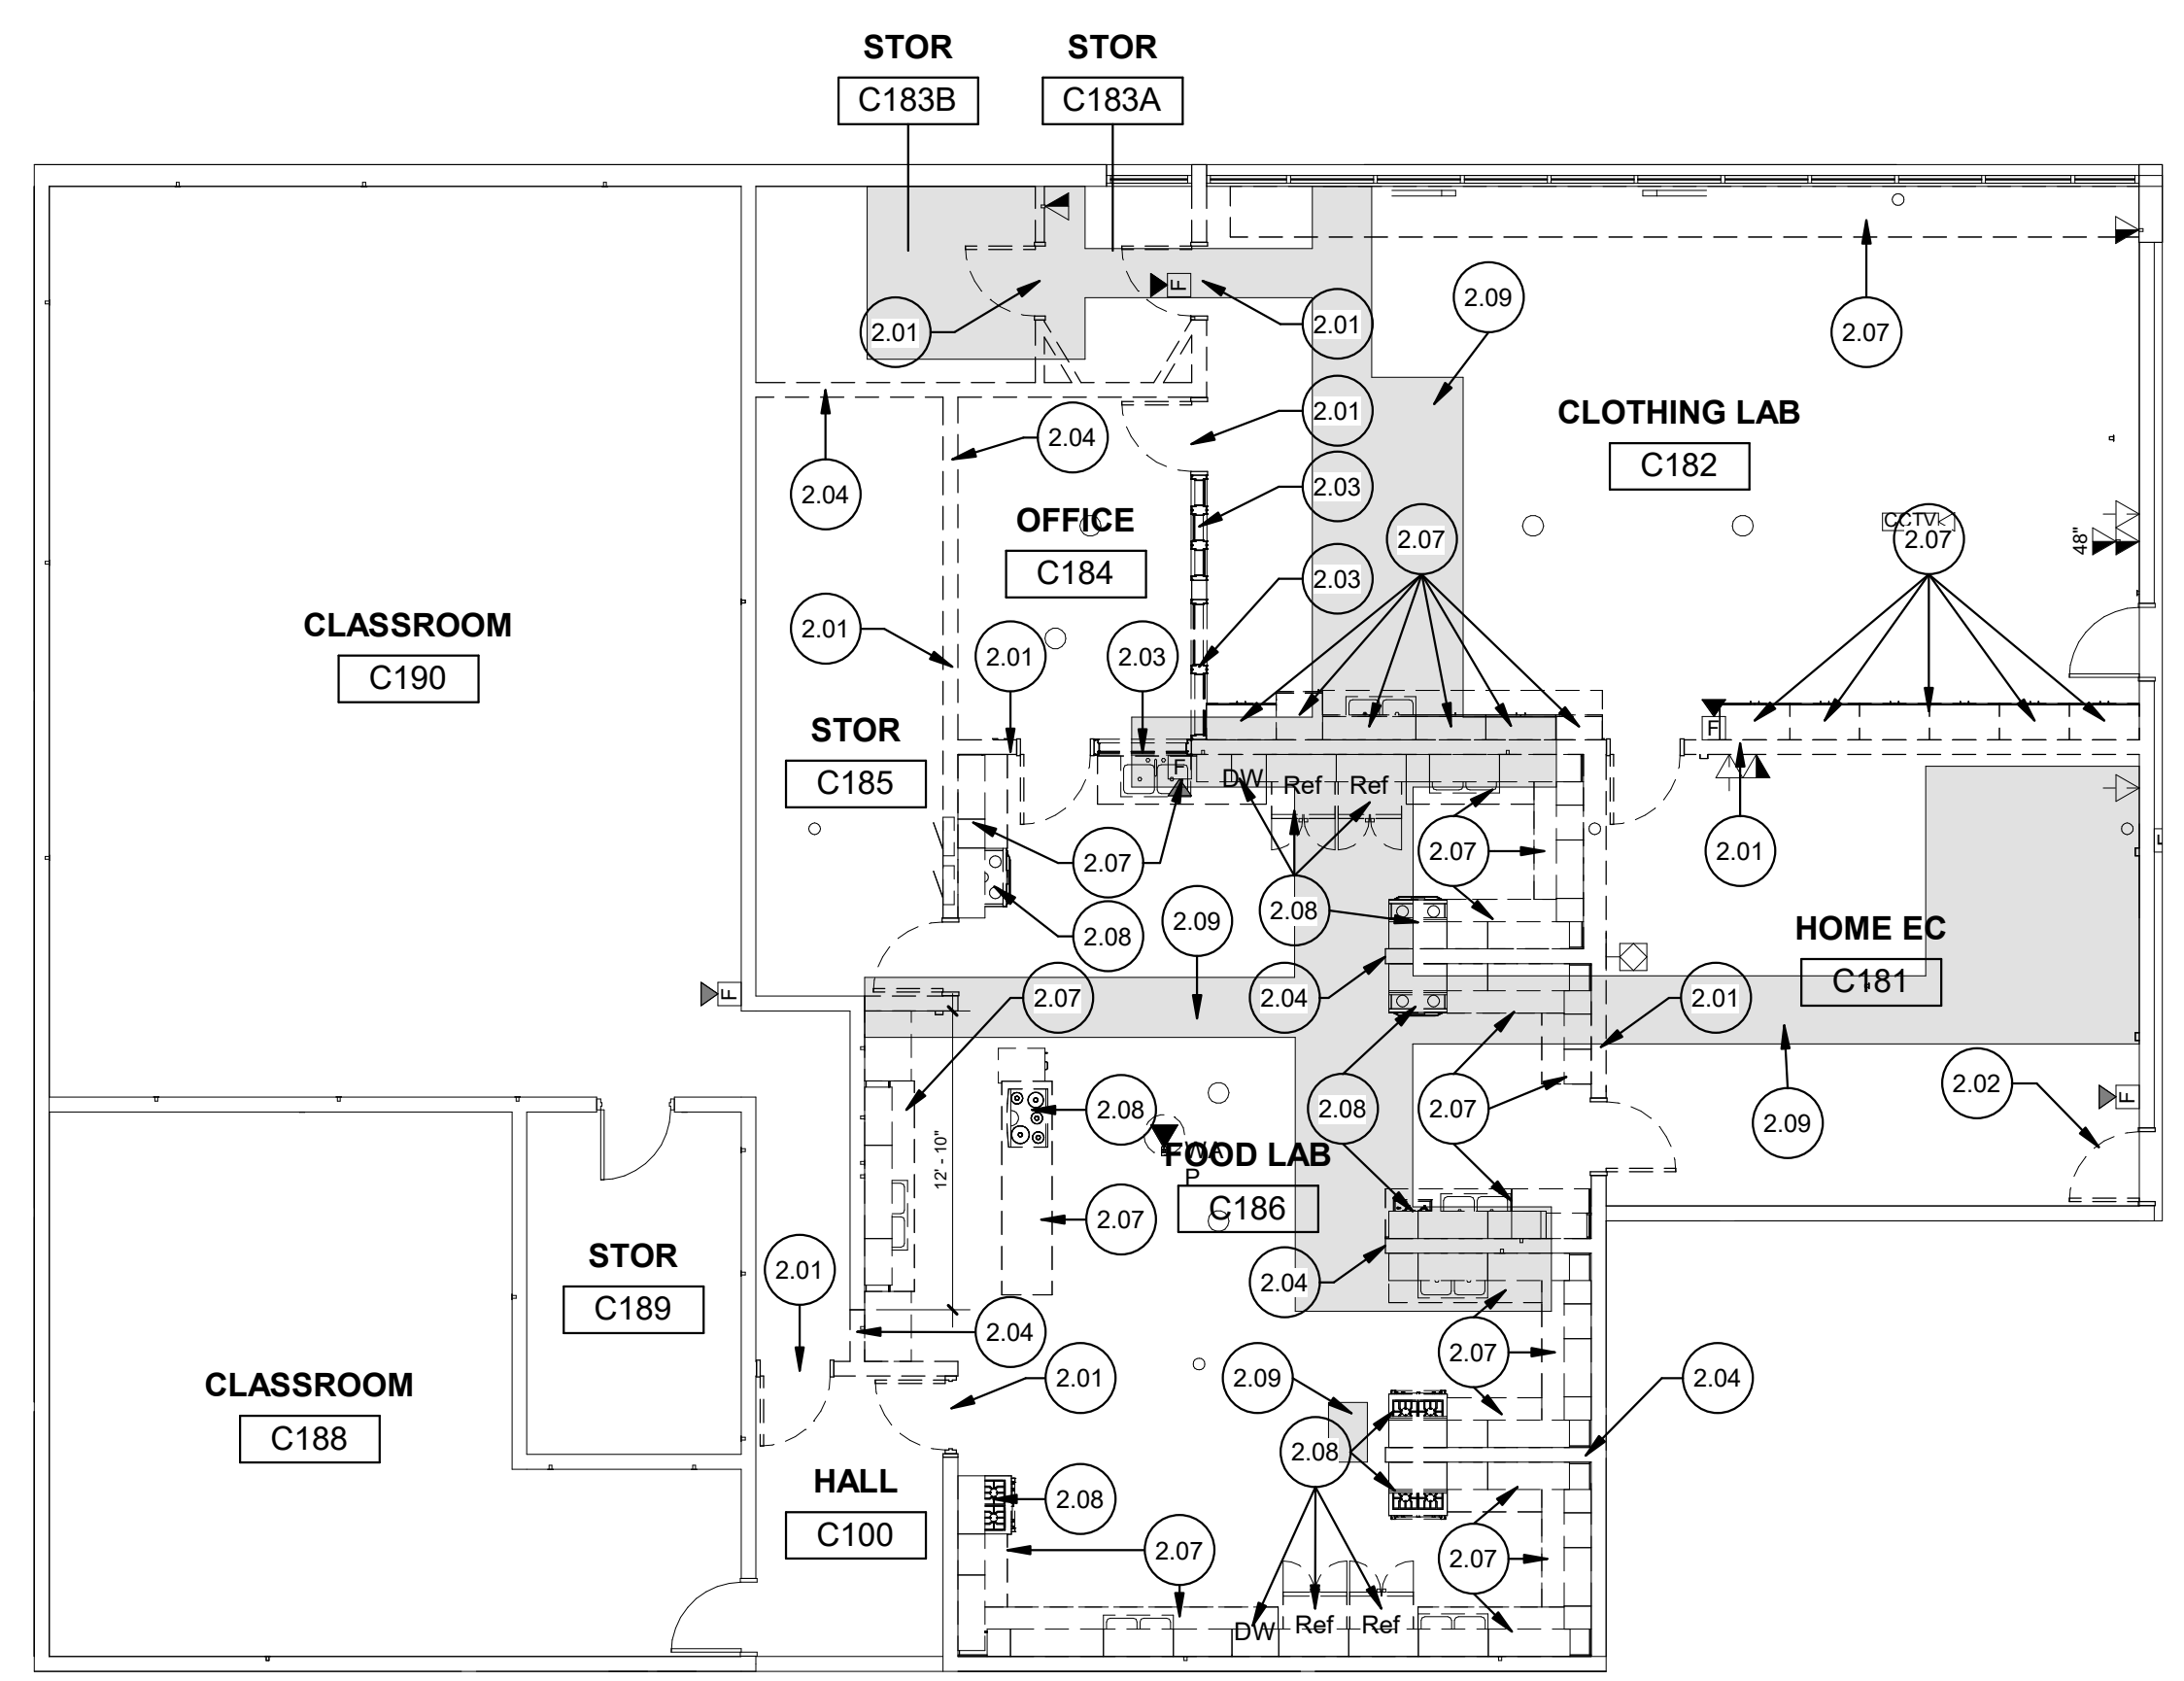 STOR
STOR
C183B
C183A
2.01
2.01
2.09
2.07
2.01
2.04
CLOTHING LAB
C182
2.04
2.03
OFFICE
C184
CCTV
2.07
2.07
48"
2.03
CLASSROOM
C190
2.01
2.01
2.03
STOR
C185
F
F
F
DW
Ref
Ref
2.07
2.07
2.01
F
2.08
2.09
2.08
HOME EC
C181
2.04
2.07
2.01
F
2.08
2.08
2.07
2.09
2.02
F
12' - 10"
WA
P
FOOD LAB
C186
2.07
STOR
C189
2.01
2.04
2.04
2.07
CLASSROOM
C188
2.01
2.09
2.04
2.08
HALL
C100
2.08
2.07
2.07
DW
Ref
Ref